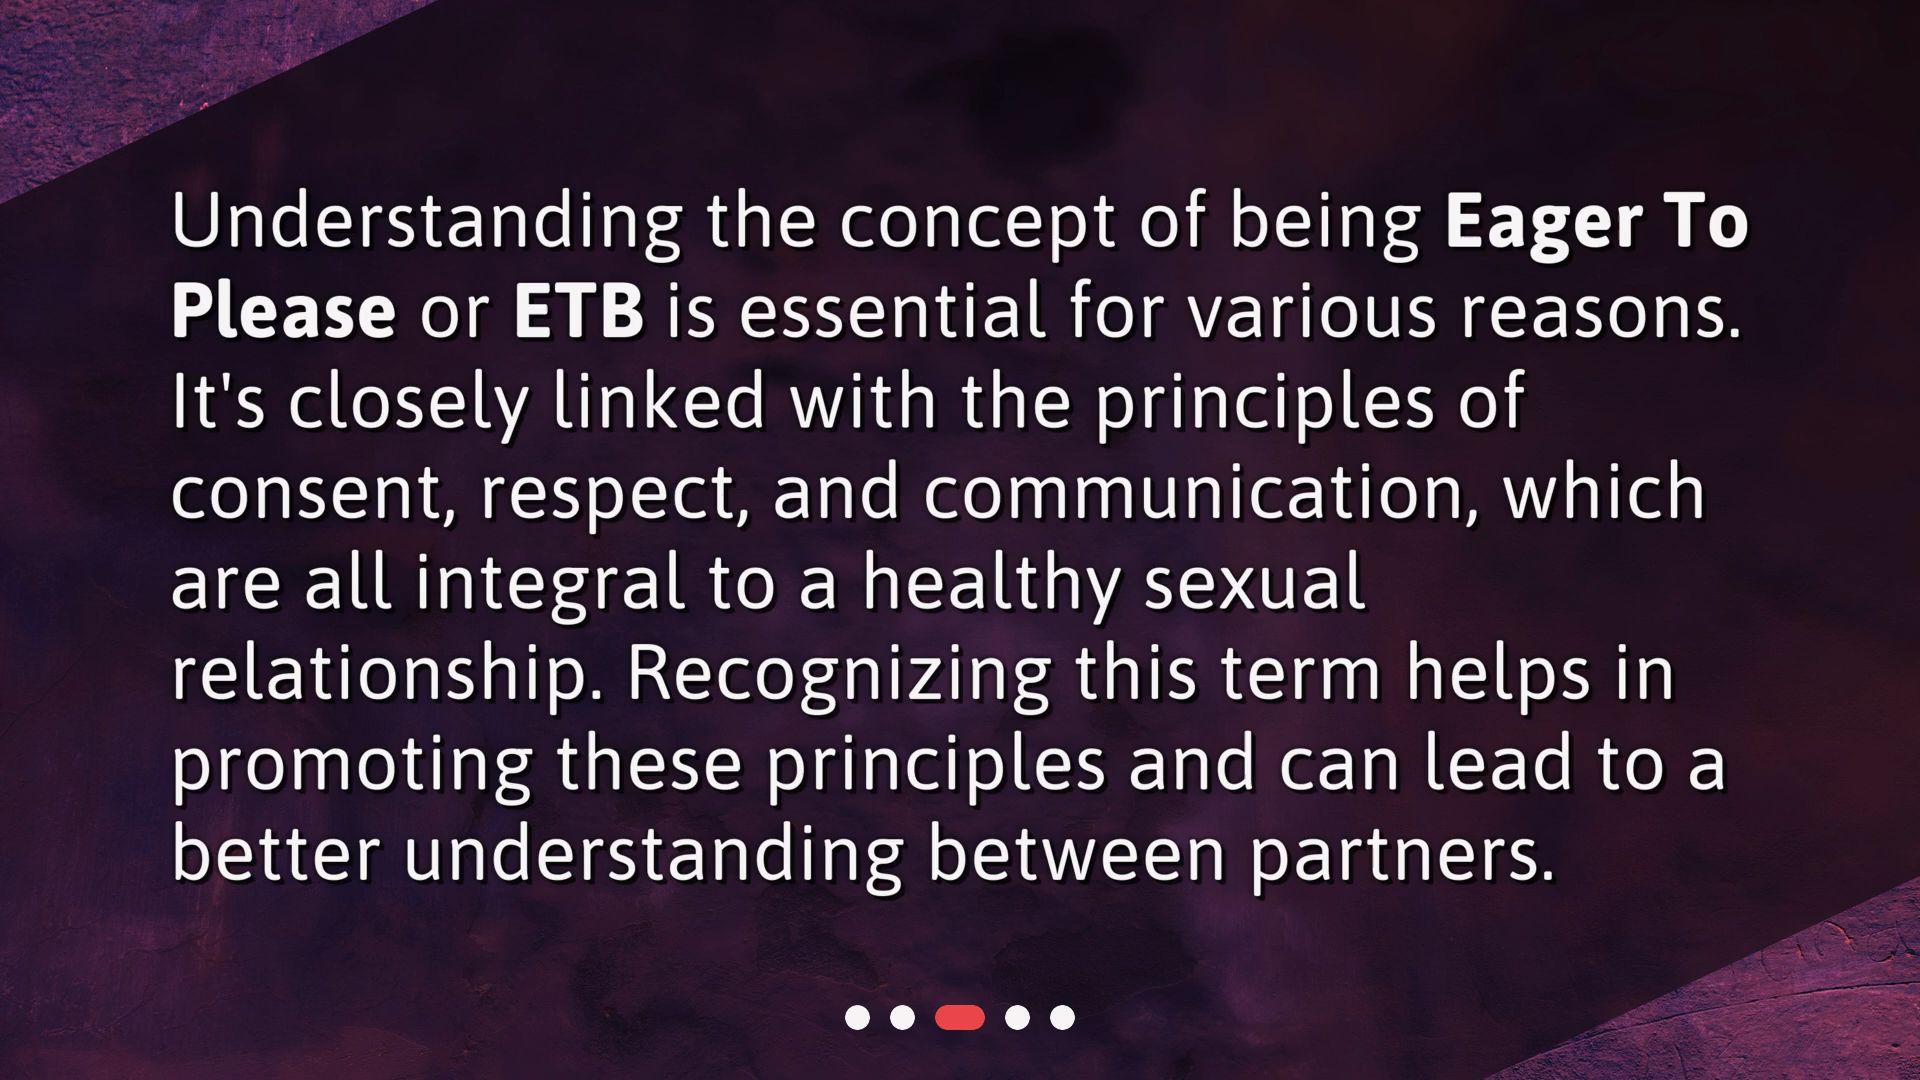 Understanding the concept of being Eager To
Please or ETB is essential for various reasons.
It's closely linked with the principles of
consent, respect, and communication, which
are all integral to a healthy sexual
relationship. Recognizing this term helps in
promoting these principles and can lead to a
better understanding between partners.